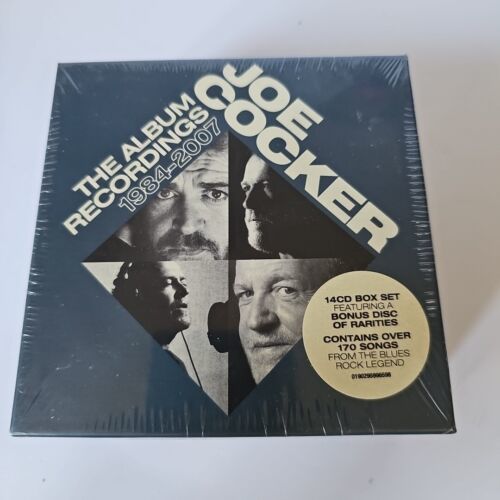 JOE
COCKER
THE ALBUM
RECORDINGS
1984-2007
14CD BOX SET
FEATURING A
BONUS DISC
OF RARITIES
CONTAINS OVER
170 SONGS
FROM THE BLUES
ROCK LEGEND